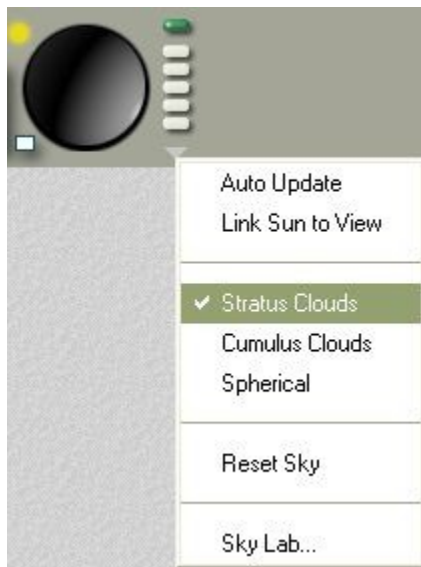 Auto Update
Link Sun to View
Stratus Clouds
Cumulus Clouds
Spherical
Reset Sky
Sky Lab...